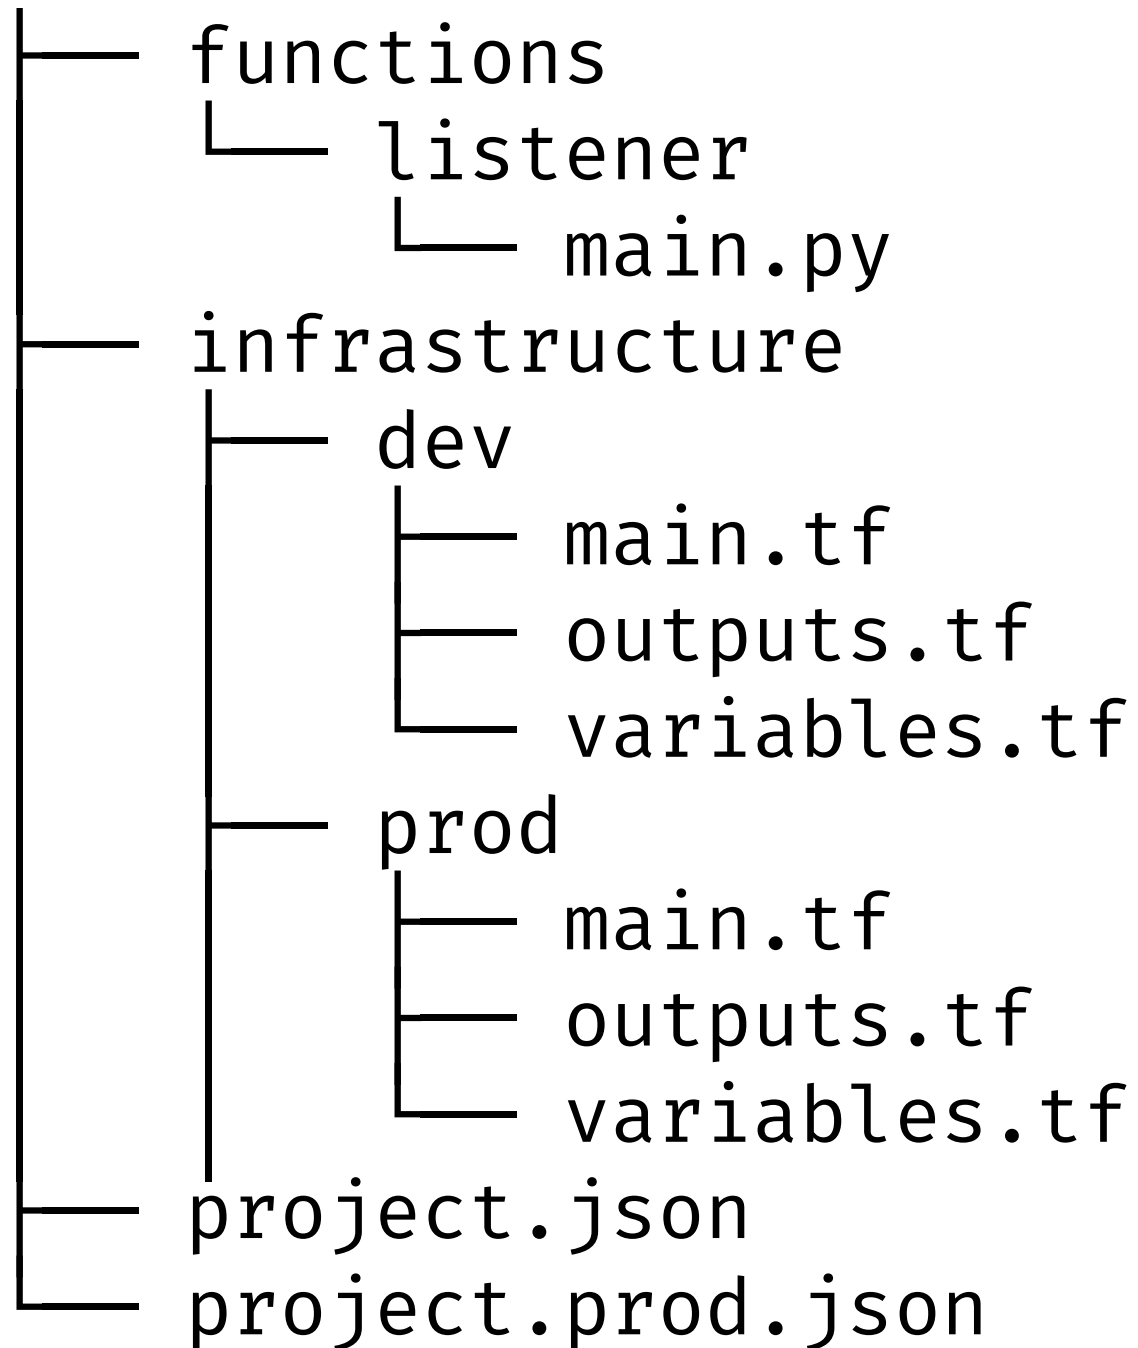 functions
listener
main.py
infrastructure
dev
main.tf
outputs.tf
variables.tf
prod
main.tf
outputs.tf
variables.tf
project.json
project.prod.json